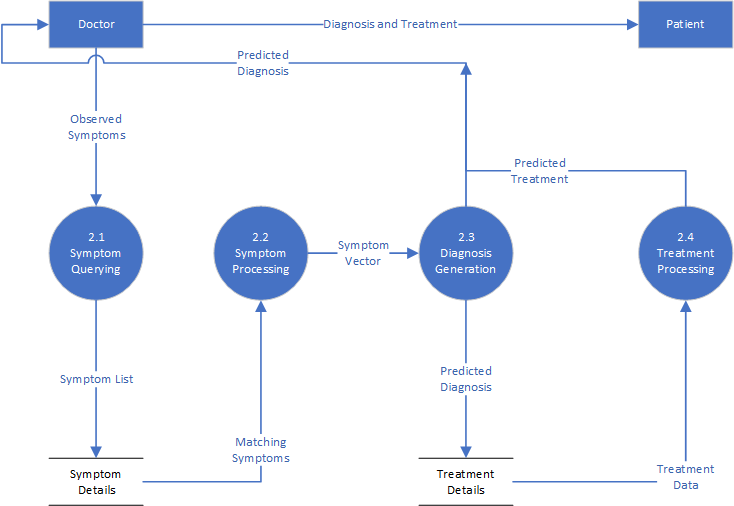 Doctor
Diagnosis and Treatment
Patient
Predicted
Diagnosis
Observed
Symptoms
Predicted
Treatment
2.1
Symptom
Querying
2.2
Symptom
Processing
Symptom
Vector
2.3
Diagnosis
Generation
2.4
Treatment
Processing
Symptom List
Predicted
Diagnosis
Matching
Symptoms
Symptom
Details
Treatment
Details
Treatment
Data